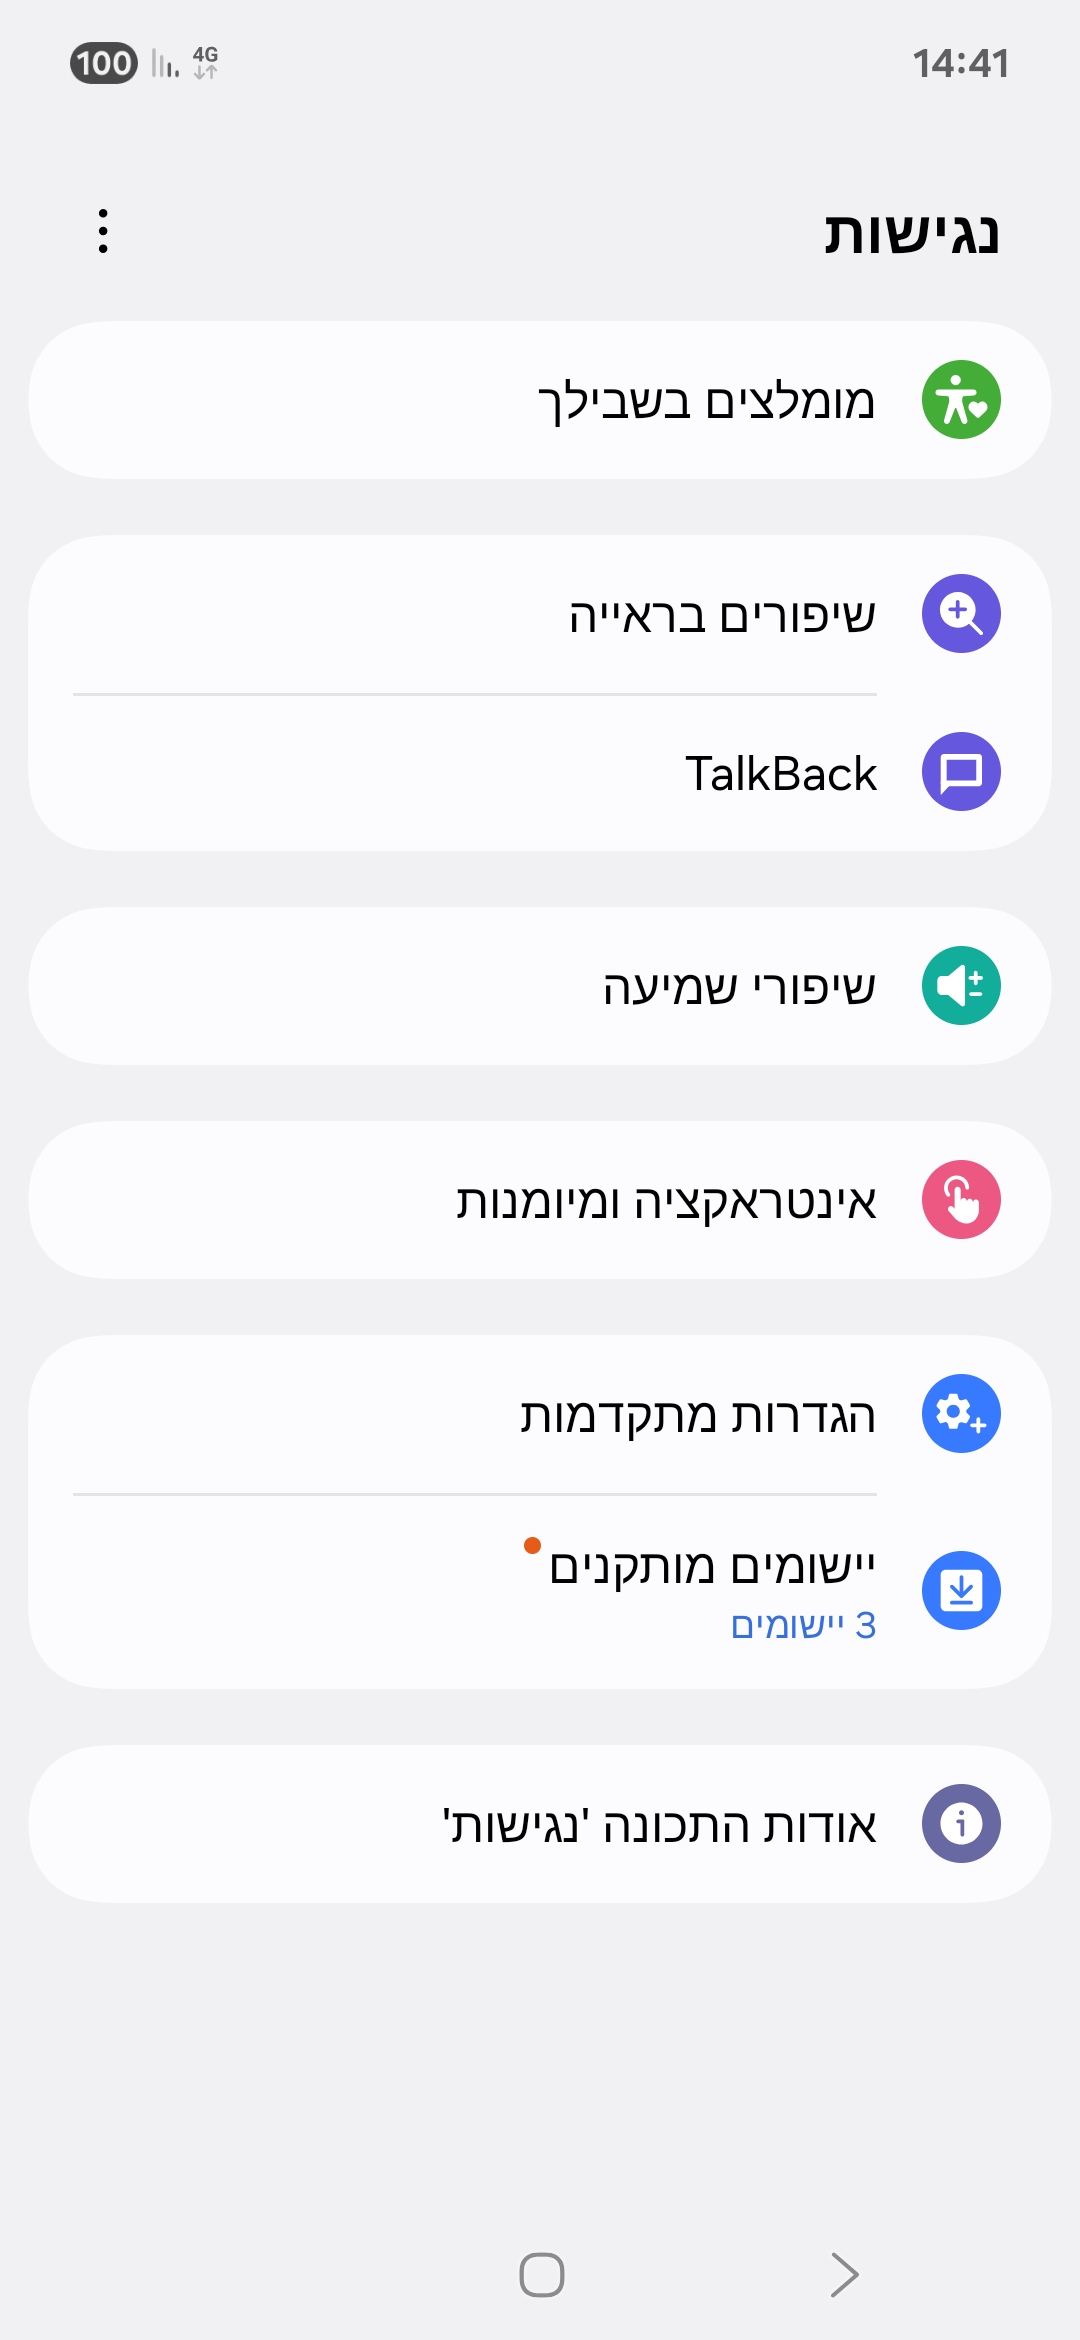 100 4G 14:41
נגישות
מומלצים בשבילך
שיפורים בראייה
TalkBack
שיפורי שמיעה
אינטראקציה ומיומנות
הגדרות מתקדמות
יישומים מותקנים
3 יישומים
אודות התכונה 'נגישות'